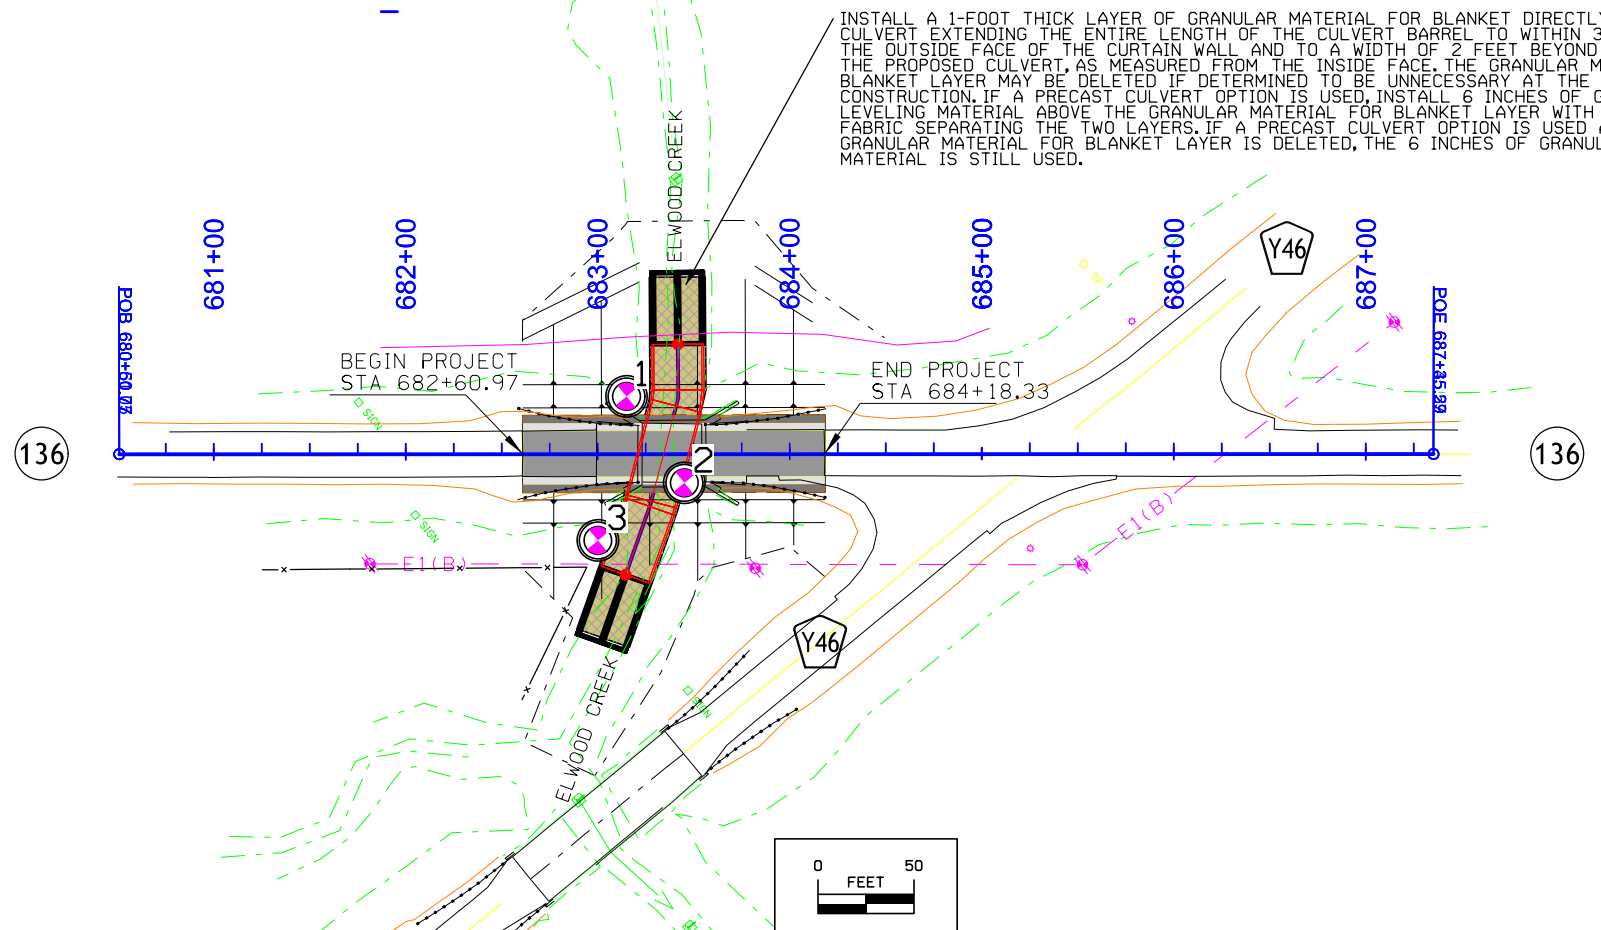 INSTALL A 1-FOOT THICK LAYER OF GRANULAR MATERIAL FOR BLANKET DIRECTLY
CULVERT EXTENDING THE ENTIRE LENGTH OF THE CULVERT BARREL TO WITHIN 3
THE OUTSIDE FACE OF THE CURTAIN WALL AND TO A WIDTH OF 2 FEET BEYOND
THE PROPOSED CULVERT, AS MEASURED FROM THE INSIDE FACE. THE GRANULAR M
BLANKET LAYER MAY BE DELETED IF DETERMINED TO BE UNNECESSARY AT THE
CONSTRUCTION. IF A PRECAST CULVERT OPTION IS USED, INSTALL 6 INCHES OF G
LEVELING MATERIAL ABOVE THE GRANULAR MATERIAL FOR BLANKET LAYER WITH
FABRIC SEPARATING THE TWO LAYERS. IF A PRECAST CULVERT OPTION IS USED
GRANULAR MATERIAL FOR BLANKET LAYER IS DELETED, THE 6 INCHES OF GRANUL
MATERIAL IS STILL USED.
ELWOOD CREEK
681+00
682+00
683+00
684+00
685+00
686+00
687+00
Y46
TP
POB
POE
BEGIN PROJECT
STA 682+60.97
END PROJECT
STA 684+18.33
1
SIGN
136
2
136
3
SIGN
E1(B)
E1(B)
Y46
SIGN
ELWOOD CREEK
0 50
FEET